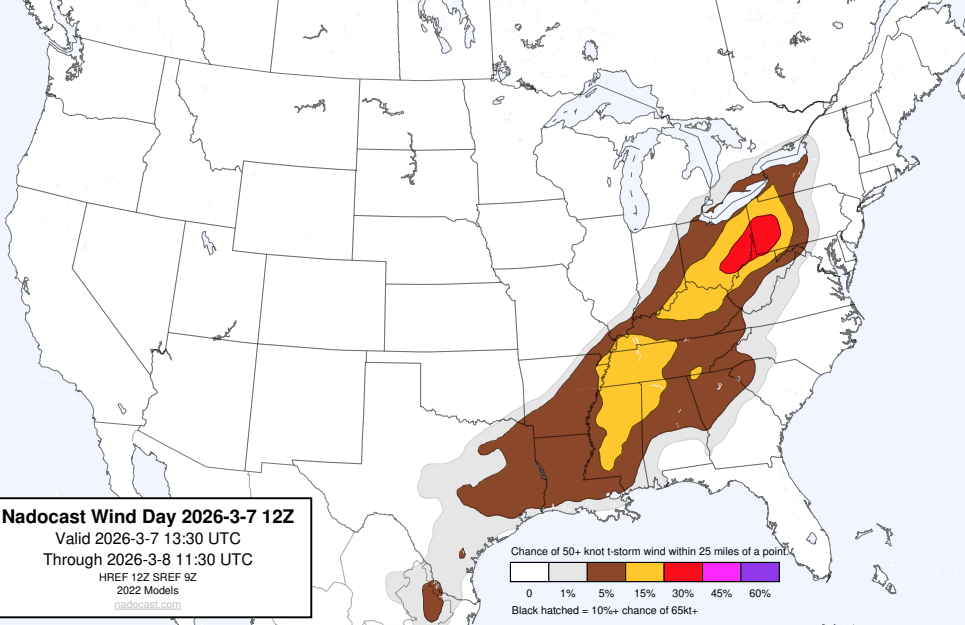 Nadocast Wind Day 2026-3-7 12Z
Valid 2026-3-7 13:30 UTC
Through 2026-3-8 11:30 UTC
HREF 12Z SREF 9Z
2022 Models
nadocast.com
Chance of 50+ knot t-storm wind within 25 miles of a point.
0 1% 5% 15% 30% 45% 60%
Black hatched = 10%+ chance of 65kt+